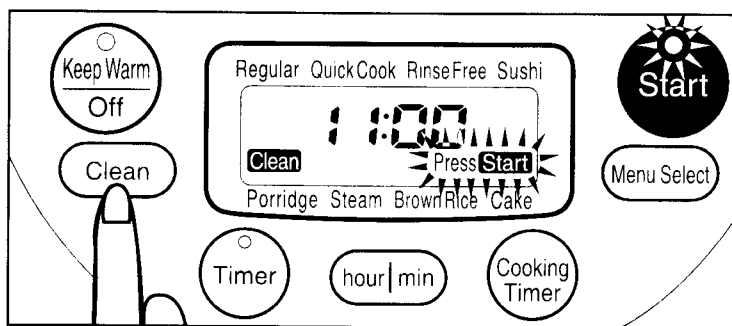 Keep Warm
Off
Regular QuickCook RinseFree Sushi
Start
11:00
Clean
Press Start
Clean
Menu Select
Porridge Steam BrownRice Cake
Timer
hour min
Cooking
Timer